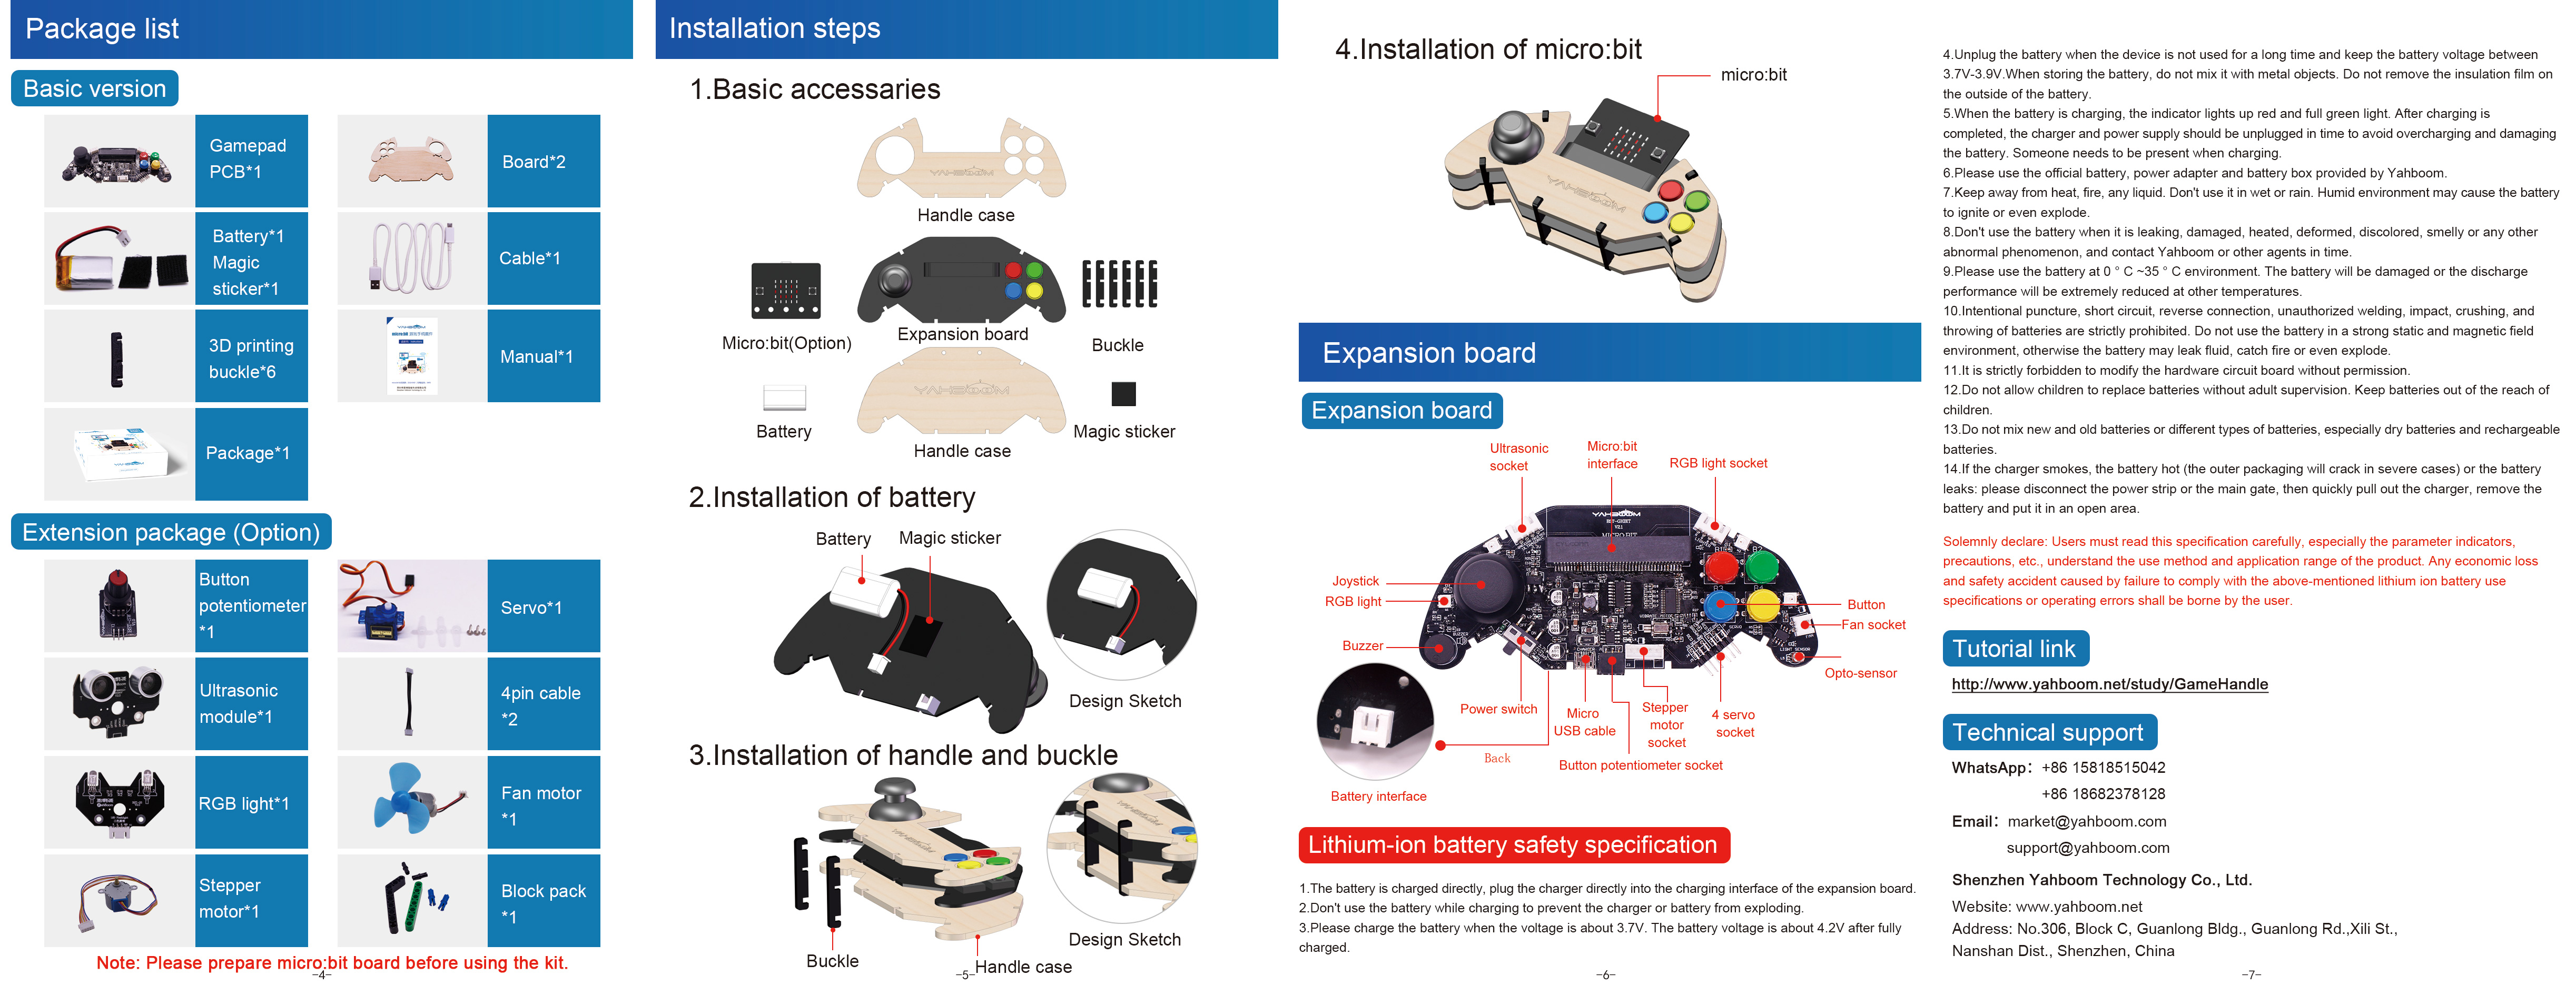 Package list
Basic version
Gamepad
PCB*1
Board*2
Battery*1
Magic
sticker*1
Cable*1
3D printing
buckle*6
Manual*1
Package*1
Extension package (Option)
Button
potentiometer
*1
Servo*1
Ultrasonic
module*1
4pin cable
*2
RGB light*1
Fan motor
*1
Stepper
motor*1
Block pack
*1
Note: Please prepare micro:bit board before using the kit.
-4-
Installation steps
1.Basic accessaries
YAHBOOM
Handle case
Micro:bit(Option)
Expansion board
Buckle
YAHBOOM
Battery
Handle case
Magic sticker
2.Installation of battery
Battery
Magic sticker
Design Sketch
3.Installation of handle and buckle
YAHBOOM
Design Sketch
Buckle
Handle case
-5-
4.Installation of micro:bit
micro:bit
YAHBOOM
Expansion board
Expansion board
Ultrasonic
socket
Micro:bit
interface
RGB light socket
YAHBOOM
MICRO:BIT
Joystick
RGB light
Buzzer
Button
Fan socket
Opto-sensor
Power switch
Micro
USB cable
Stepper
motor
socket
4 servo
socket
Back
Button potentiometer socket
Battery interface
Lithium-ion battery safety specification
1.The battery is charged directly, plug the charger directly into the charging interface of the expansion board.
2.Don't use the battery while charging to prevent the charger or battery from exploding.
3.Please charge the battery when the voltage is about 3.7V. The battery voltage is about 4.2V after fully
charged.
-6-
4.Unplug the battery when the device is not used for a long time and keep the battery voltage between
3.7V-3.9V.When storing the battery, do not mix it with metal objects. Do not remove the insulation film on
the outside of the battery.
5.When the battery is charging, the indicator lights up red and full green light. After charging is
completed, the charger and power supply should be unplugged in time to avoid overcharging and damaging
the battery. Someone needs to be present when charging.
6.Please use the official battery, power adapter and battery box provided by Yahboom.
7.Keep away from heat, fire, any liquid. Don't use it in wet or rain. Humid environment may cause the battery
to ignite or even explode.
8.Don't use the battery when it is leaking, damaged, heated, deformed, discolored, smelly or any other
abnormal phenomenon, and contact Yahboom or other agents in time.
9.Please use the battery at 0 ° C ~35 ° C environment. The battery will be damaged or the discharge
performance will be extremely reduced at other temperatures.
10.Intentional puncture, short circuit, reverse connection, unauthorized welding, impact, crushing, and
throwing of batteries are strictly prohibited. Do not use the battery in a strong static and magnetic field
environment, otherwise the battery may leak fluid, catch fire or even explode.
11.It is strictly forbidden to modify the hardware circuit board without permission.
12.Do not allow children to replace batteries without adult supervision. Keep batteries out of the reach of
children.
13.Do not mix new and old batteries or different types of batteries, especially dry batteries and rechargeable
batteries.
14.If the charger smokes, the battery hot (the outer packaging will crack in severe cases) or the battery
leaks: please disconnect the power strip or the main gate, then quickly pull out the charger, remove the
battery and put it in an open area.
Solemnly declare: Users must read this specification carefully, especially the parameter indicators,
precautions, etc., understand the use method and application range of the product. Any economic loss
and safety accident caused by failure to comply with the above-mentioned lithium ion battery use
specifications or operating errors shall be borne by the user.
Tutorial link
http://www.yahboom.net/study/GameHandle
Technical support
WhatsApp: +86 15818515042
+86 18682378128
Email: market@yahboom.com
support@yahboom.com
Shenzhen Yahboom Technology Co., Ltd.
Website: www.yahboom.net
Address: No.306, Block C, Guanlong Bldg., Guanlong Rd.,Xili St.,
Nanshan Dist., Shenzhen, China
-7-